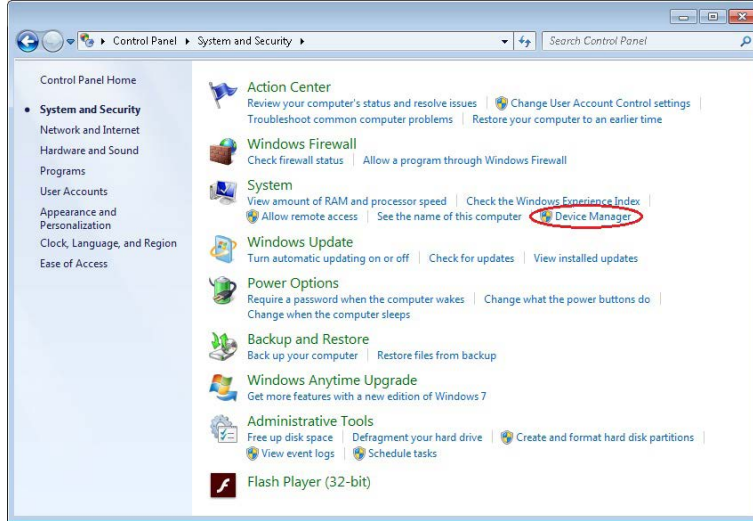 Control Panel ▸ System and Security ▸
Search Control Panel
Control Panel Home
System and Security
Network and Internet
Hardware and Sound
Programs
User Accounts
Appearance and
Personalization
Clock, Language, and Region
Ease of Access
Action Center
Review your computer's status and resolve issues | Change User Account Control settings |
Troubleshoot common computer problems | Restore your computer to an earlier time
Windows Firewall
Check firewall status | Allow a program through Windows Firewall
System
View amount of RAM and processor speed | Check the Windows Experience Index |
Allow remote access | See the name of this computer | Device Manager
Windows Update
Turn automatic updating on or off | Check for updates | View installed updates
Power Options
Require a password when the computer wakes | Change what the power buttons do |
Change when the computer sleeps
Backup and Restore
Back up your computer | Restore files from backup
Windows Anytime Upgrade
Get more features with a new edition of Windows 7
Administrative Tools
Free up disk space | Defragment your hard drive | Create and format hard disk partitions |
View event logs | Schedule tasks
Flash Player (32-bit)